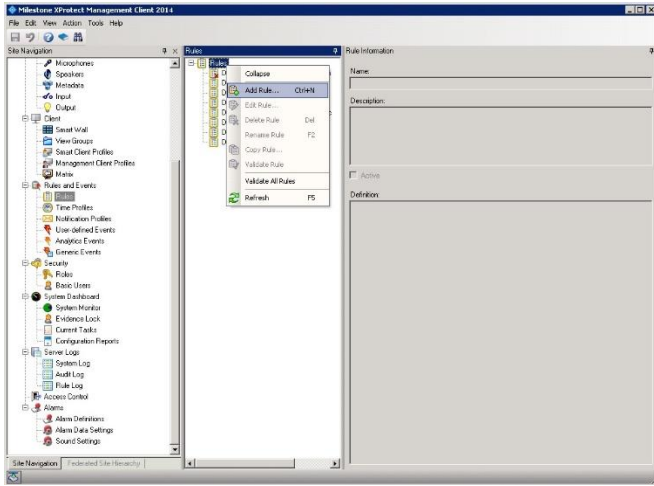 Milestone XProtect Management Client 2014
File Edit View Action Tools Help
Site Navigation
Microphones
Speakers
Metadata
Input
Output
Client
Smart Wall
View Groups
Smart Client Profiles
Management Client Profiles
Matrix
Rules and Events
Rules
Time Profiles
Notification Profiles
User-defined Events
Analytics Events
Generic Events
Security
Roles
Basic Users
System Dashboard
System Monitor
Evidence Lock
Current Tasks
Configuration Reports
Server Logs
System Log
Audit Log
Rule Log
Access Control
Alarms
Alarm Definitions
Alarm Data Settings
Sound Settings
Site Navigation Federated Site Hierarchy
Rules
Rules
D
D
D
D
D
D
D
Collapse
Add Rule... Ctrl+N
Edit Rule...
Delete Rule Del
Rename Rule F2
Copy Rule...
Validate Rule
Validate All Rules
Refresh F5
Rule Information
Name:
Description:
Active
Definition: